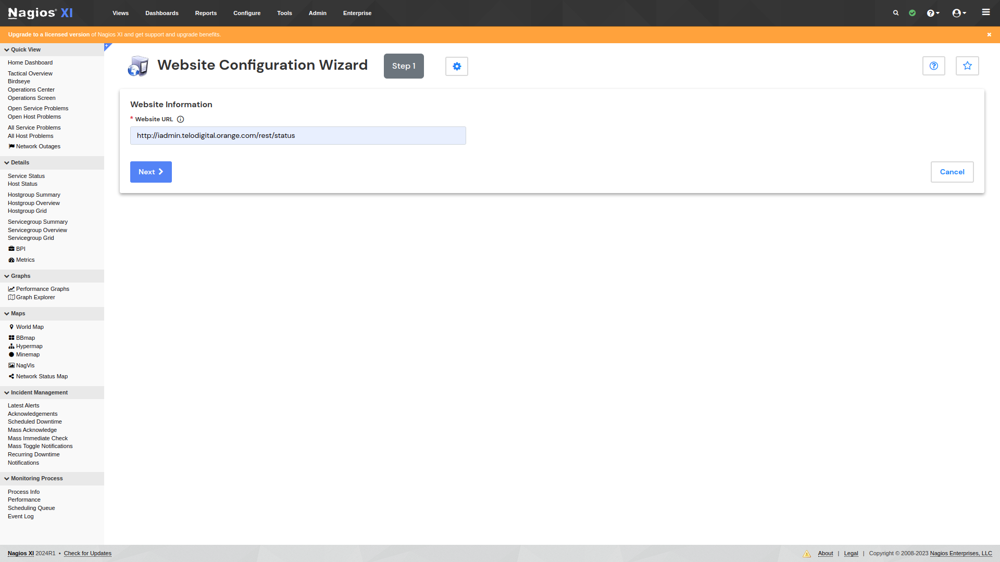 Nagios® XI
Views Dashboards Reports Configure Tools Admin Enterprise
Upgrade to a licensed version of Nagios XI and get support and upgrade benefits.
Quick View
Home Dashboard
Tactical Overview
Birdseye
Operations Center
Operations Screen
Open Service Problems
Open Host Problems
All Service Problems
All Host Problems
Network Outages
Details
Service Status
Host Status
Hostgroup Summary
Hostgroup Overview
Hostgroup Grid
Servicegroup Summary
Servicegroup Overview
Servicegroup Grid
BPI
Metrics
Graphs
Performance Graphs
Graph Explorer
Maps
World Map
BBmap
Hypermap
Minemap
NagVis
Network Status Map
Incident Management
Latest Alerts
Acknowledgements
Scheduled Downtime
Mass Acknowledge
Mass Immediate Check
Mass Toggle Notifications
Recurring Downtime
Notifications
Monitoring Process
Process Info
Performance
Scheduling Queue
Event Log
Website Configuration Wizard Step 1
Website Information
* Website URL
http://iadmin.telodigital.orange.com/rest/status
Next Cancel
Nagios XI 2024R1 • Check for Updates
About | Legal | Copyright © 2008-2023 Nagios Enterprises, LLC